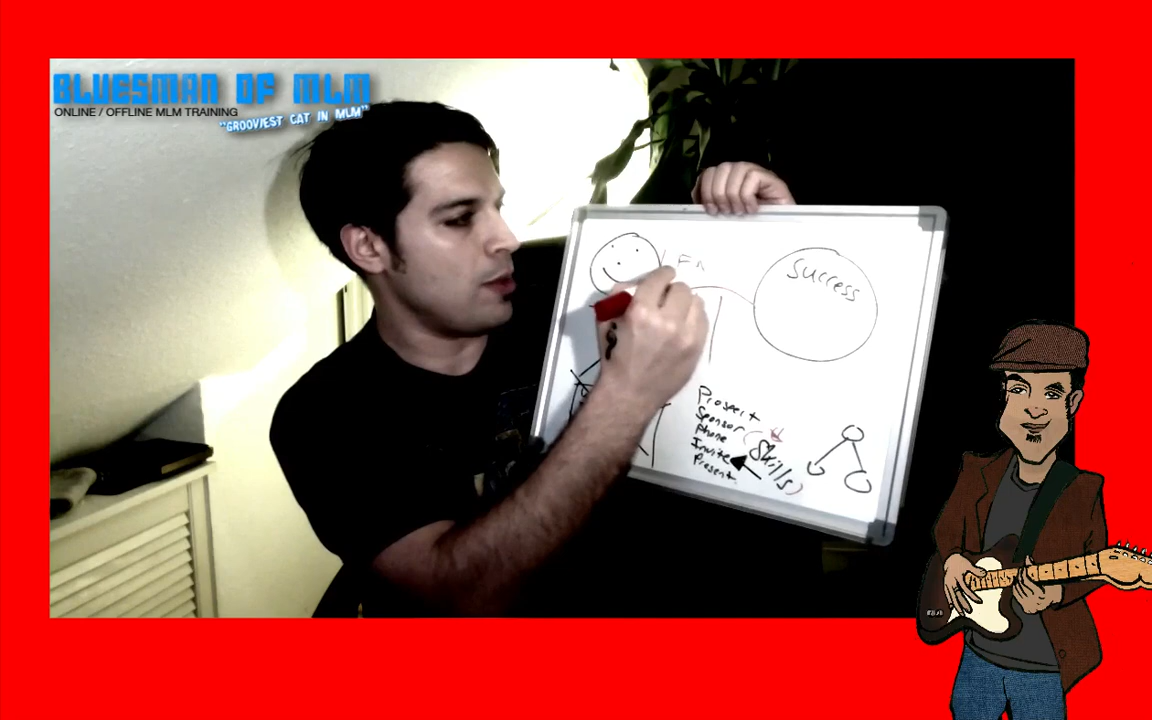 BLUESMAN OF MLM
ONLINE / OFFLINE MLM TRAINING
"GROOVIEST CAT IN MLM"
Success
Prospect
Sponsor
Phone
Invite
Present
(Skills)